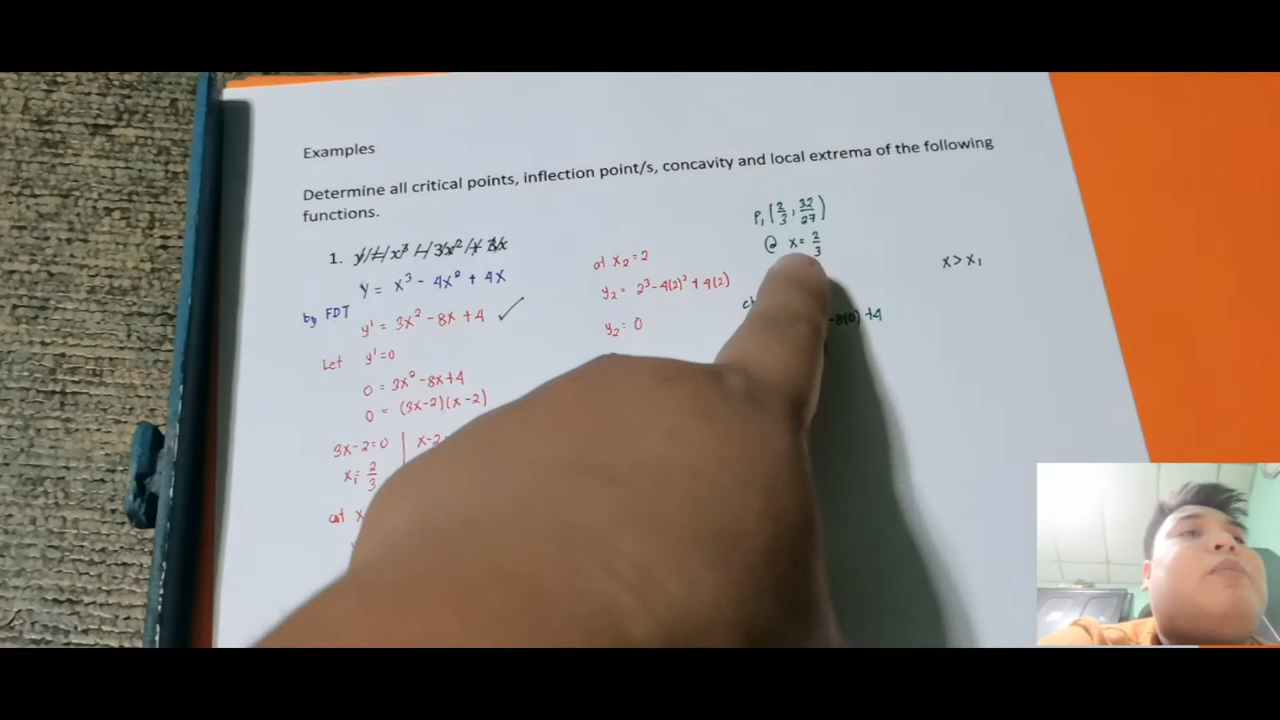 Examples
Determine all critical points, inflection point/s, concavity and local extrema of the following
functions.
1.
y = x³ - 4x² + 4x
by FDT
y' = 3x² - 8x + 4 ✓
Let y' = 0
0 = 3x² - 8x + 4
0 = (3x-2)(x-2)
3x-2=0 | x-2
x₁ = 2/3
at x
at x₂ = 2
y₂ = 2³ - 4(2)² + 4(2)
y₂ = 0
P₁ (2/3, 32/27)
@ x = 2/3
-8(0) + 4
x > x₁